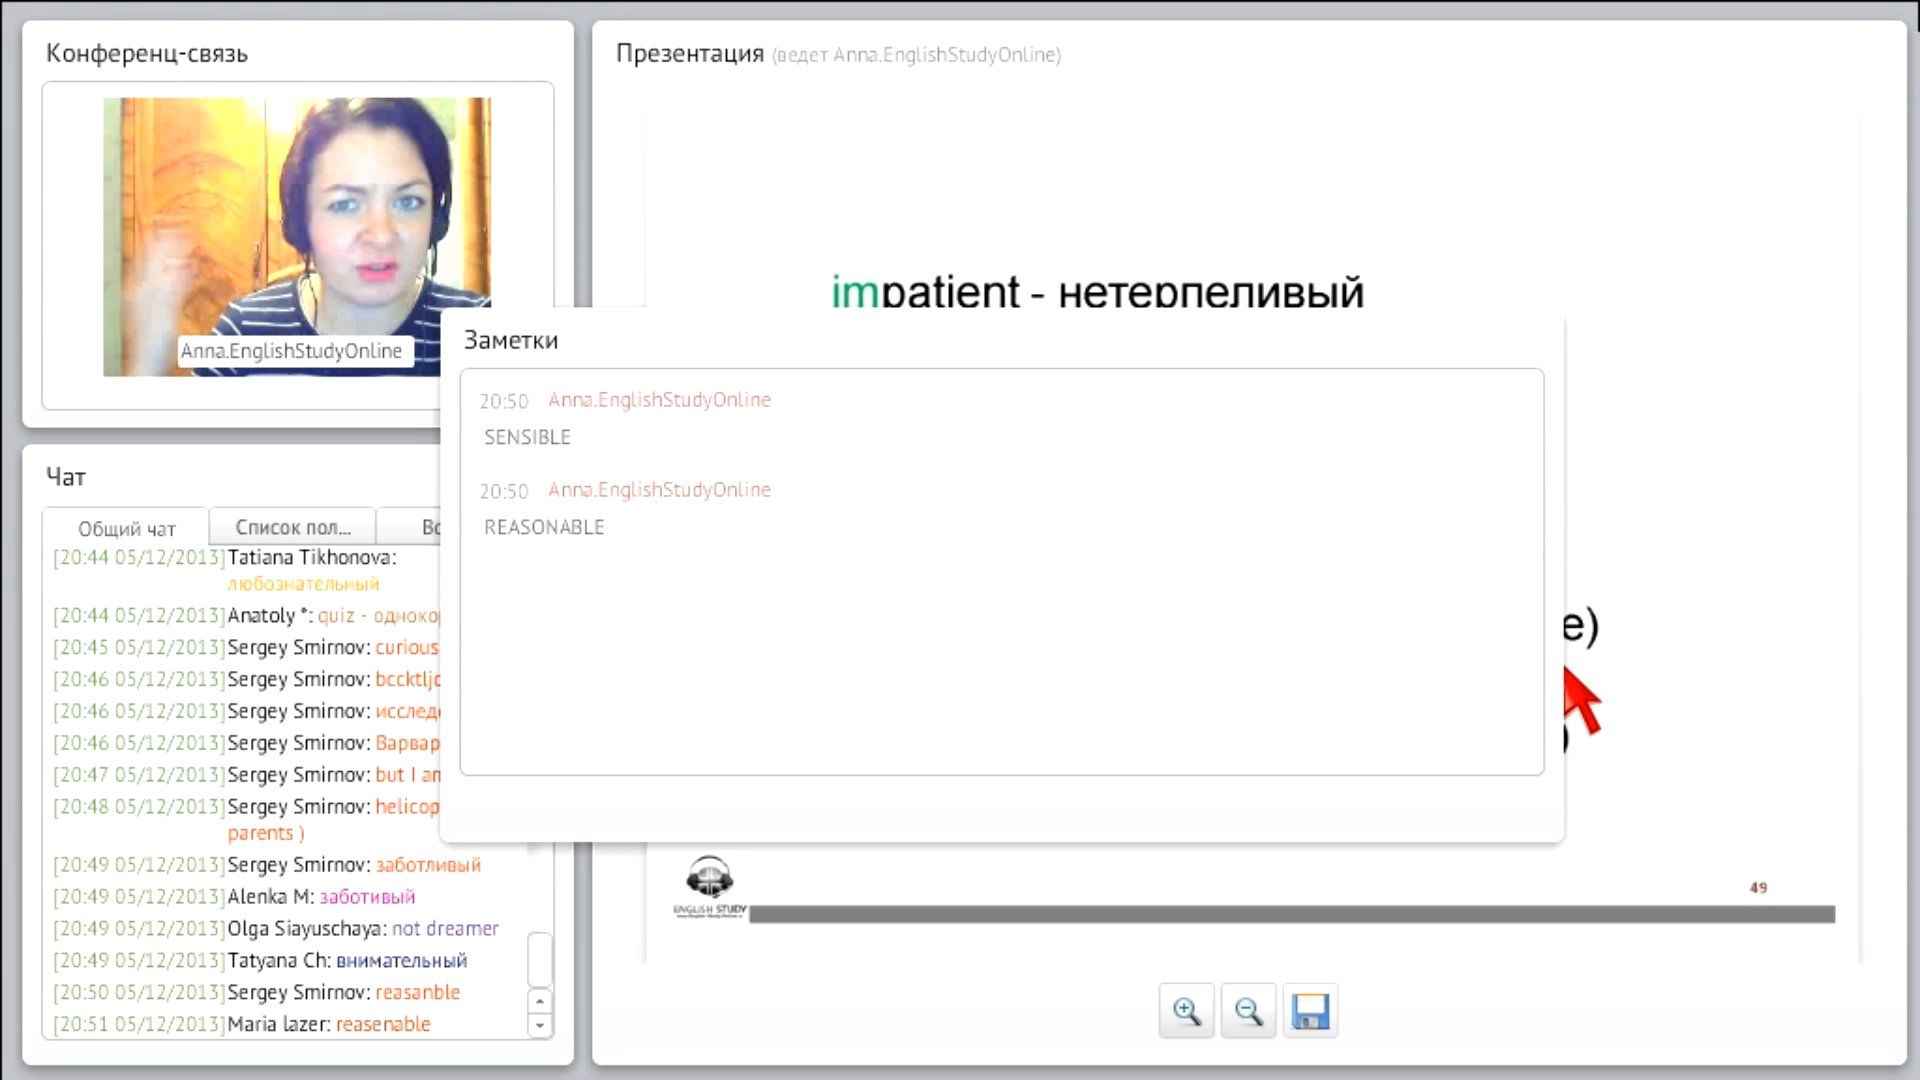 Конференц-связь
Anna.EnglishStudyOnline
Чат
Общий чат
Список пол...
[20:44 05/12/2013]Tatiana Tikhonova:
любознательный
[20:44 05/12/2013]Anatoly *: quiz -
[20:45 05/12/2013]Sergey Smirnov: curious
[20:46 05/12/2013]Sergey Smirnov:
[20:46 05/12/2013]Sergey Smirnov:
[20:46 05/12/2013]Sergey Smirnov:
[20:47 05/12/2013]Sergey Smirnov: but I
[20:48 05/12/2013]Sergey Smirnov:
parents )
[20:49 05/12/2013]Sergey Smirnov: заботливый
[20:49 05/12/2013]Alenka M: заботивый
[20:49 05/12/2013]Olga Siayuschaya: not dreamer
[20:49 05/12/2013]Tatyana Ch: внимательный
[20:50 05/12/2013]Sergey Smirnov: reasanble
[20:51 05/12/2013]Maria lazer: reasenable
Презентация (ведет Anna.EnglishStudyOnline)
impatient - нетерпеливый
Заметки
20:50 Anna.EnglishStudyOnline
SENSIBLE
20:50 Anna.EnglishStudyOnline
REASONABLE
e)
)
ENGLISH STUDY
49